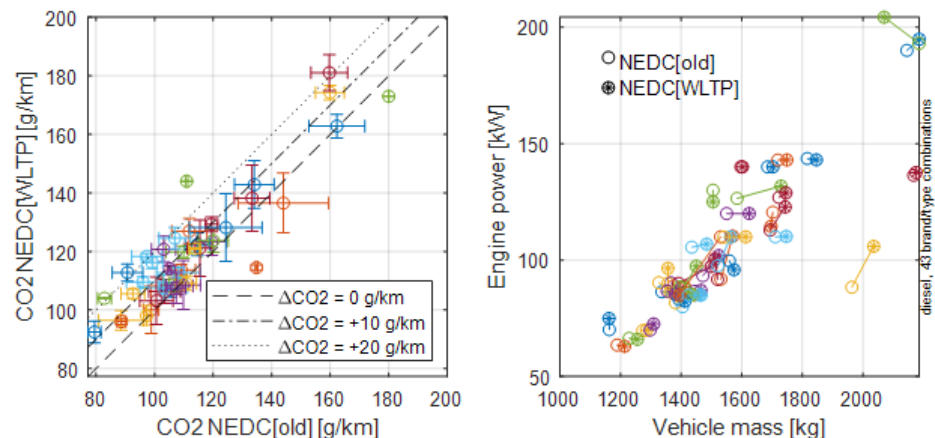 200
180
160
140
120
100
80
CO2 NEDC[WLTP] [g/km]
ΔCO2 = 0 g/km
ΔCO2 = +10 g/km
ΔCO2 = +20 g/km
80 100 120 140 160 180 200
CO2 NEDC[old] [g/km]
200
150
100
50
Engine power [kW]
NEDC[old]
NEDC[WLTP]
1000 1200 1400 1600 1800 2000
Vehicle mass [kg]
diesel, 43 brand/type combinations